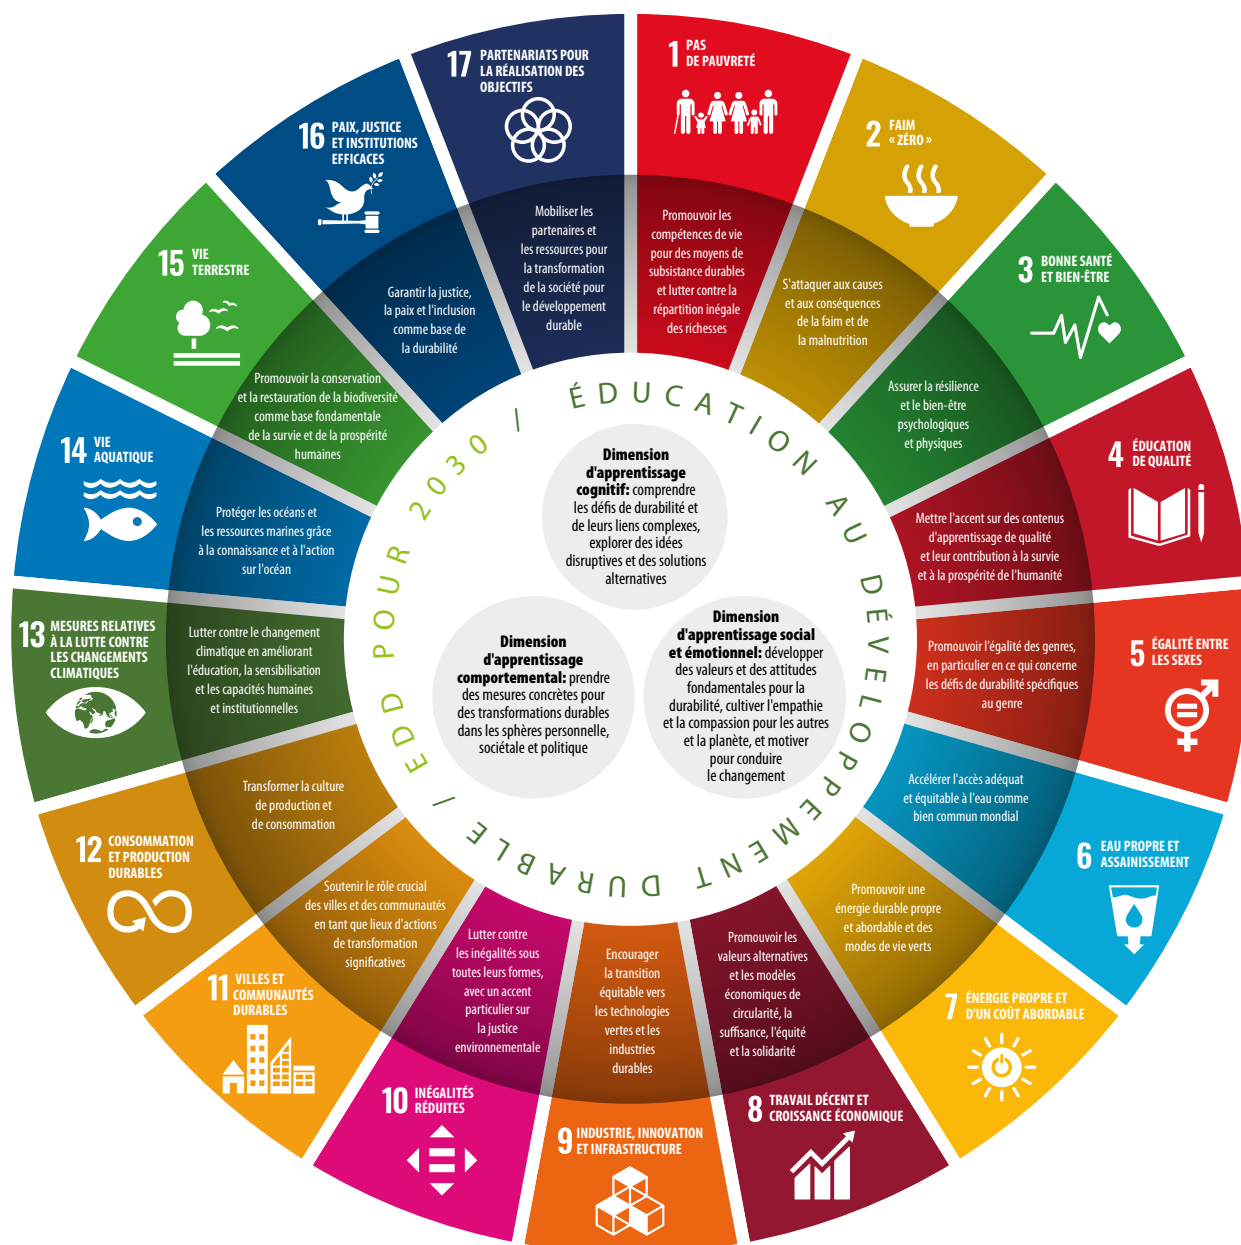 1 PAS
DE PAUVRETÉ
Promouvoir les
compétences de vie
pour des moyens de
subsistance durables
et lutter contre la
répartition inégale
des richesses
2 FAIM
« ZÉRO »
S'attaquer aux causes
et aux conséquences
de la faim et de
la malnutrition
3 BONNE SANTÉ
ET BIEN-ÊTRE
Assurer la résilience
et le bien-être
psychologiques
et physiques
4 ÉDUCATION
DE QUALITÉ
Mettre l'accent sur des contenus
d'apprentissage de qualité
et leur contribution à la survie
et à la prospérité de l'humanité
5 ÉGALITÉ ENTRE
LES SEXES
Promouvoir l'égalité des genres,
en particulier en ce qui concerne
les défis de durabilité spécifiques
au genre
6 EAU PROPRE ET
ASSAINISSEMENT
Accélérer l'accès adéquat
et équitable à l'eau comme
bien commun mondial
7 ÉNERGIE PROPRE ET
D'UN COÛT ABORDABLE
Promouvoir une
énergie durable propre
et abordable et des
modes de vie verts
8 TRAVAIL DÉCENT ET
CROISSANCE ÉCONOMIQUE
Promouvoir les
valeurs alternatives
et les modèles
économiques de
circularité, la
suffisance, l'équité
et la solidarité
9 INDUSTRIE, INNOVATION
ET INFRASTRUCTURE
Encourager
la transition
équitable vers
les technologies
vertes et les
industries
durables
10 INÉGALITÉS
RÉDUITES
Lutter contre
les inégalités sous
toutes leurs formes,
avec un accent
particulier sur
la justice
environnementale
11 VILLES ET
COMMUNAUTÉS
DURABLES
Soutenir le rôle crucial
des villes et des communautés
en tant que lieux d'actions
de transformation
significatives
12 CONSOMMATION
ET PRODUCTION
DURABLES
Transformer la culture
de production et
de consommation
13 MESURES RELATIVES
À LA LUTTE CONTRE
LES CHANGEMENTS
CLIMATIQUES
Lutter contre le changement
climatique en améliorant
l'éducation, la sensibilisation
et les capacités humaines
et institutionnelles
14 VIE
AQUATIQUE
Protéger les océans et
les ressources marines grâce
à la connaissance et à l'action
sur l'océan
15 VIE
TERRESTRE
Promouvoir la conservation
et la restauration de la biodiversité
comme base fondamentale
de la survie et de la prospérité
humaines
16 PAIX, JUSTICE
ET INSTITUTIONS
EFFICACES
Garantir la justice,
la paix et l'inclusion
comme base de
la durabilité
17 PARTENARIATS POUR
LA RÉALISATION DES
OBJECTIFS
Mobiliser les
partenaires et
les ressources pour
la transformation
de la société pour
le développement
durable
/ ÉDUCATION AU DÉVELOPPEMENT DURABLE / EDD POUR 2030
Dimension
d'apprentissage
cognitif: comprendre
les défis de durabilité et
de leurs liens complexes,
explorer des idées
disruptives et des solutions
alternatives
Dimension
d'apprentissage
comportemental: prendre
des mesures concrètes pour
des transformations durables
dans les sphères personnelle,
sociétale et politique
Dimension
d'apprentissage social
et émotionnel: développer
des valeurs et des attitudes
fondamentales pour la
durabilité, cultiver l'empathie
et la compassion pour les autres
et la planète, et motiver
pour conduire
le changement